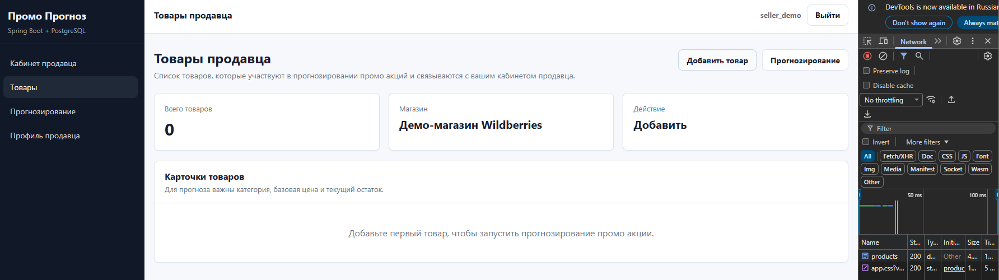 Промо Прогноз
Spring Boot + PostgreSQL
Кабинет продавца
Товары
Прогнозирование
Профиль продавца
Товары продавца
seller_demo
Выйти
Товары продавца
Список товаров, которые участвуют в прогнозировании промо акций и связываются с вашим кабинетом продавца.
Добавить товар
Прогнозирование
Всего товаров
0
Магазин
Демо-магазин Wildberries
Действие
Добавить
Карточки товаров
Для прогноза важны категория, базовая цена и текущий остаток.
Добавьте первый товар, чтобы запустить прогнозирование промо акции.
DevTools is now available in Russian
Don't show again
Always mat
Network
Preserve log
Disable cache
No throttling
Filter
Invert
More filters
All Fetch/XHR Doc CSS JS Font
Img Media Manifest Socket Wasm
Other
50 ms 100 ms
Name St... Ty... Initi... Size Ti...
products 200 d... Other 4.... 1...
app.css?v... 200 st... produc 1... 5 ...